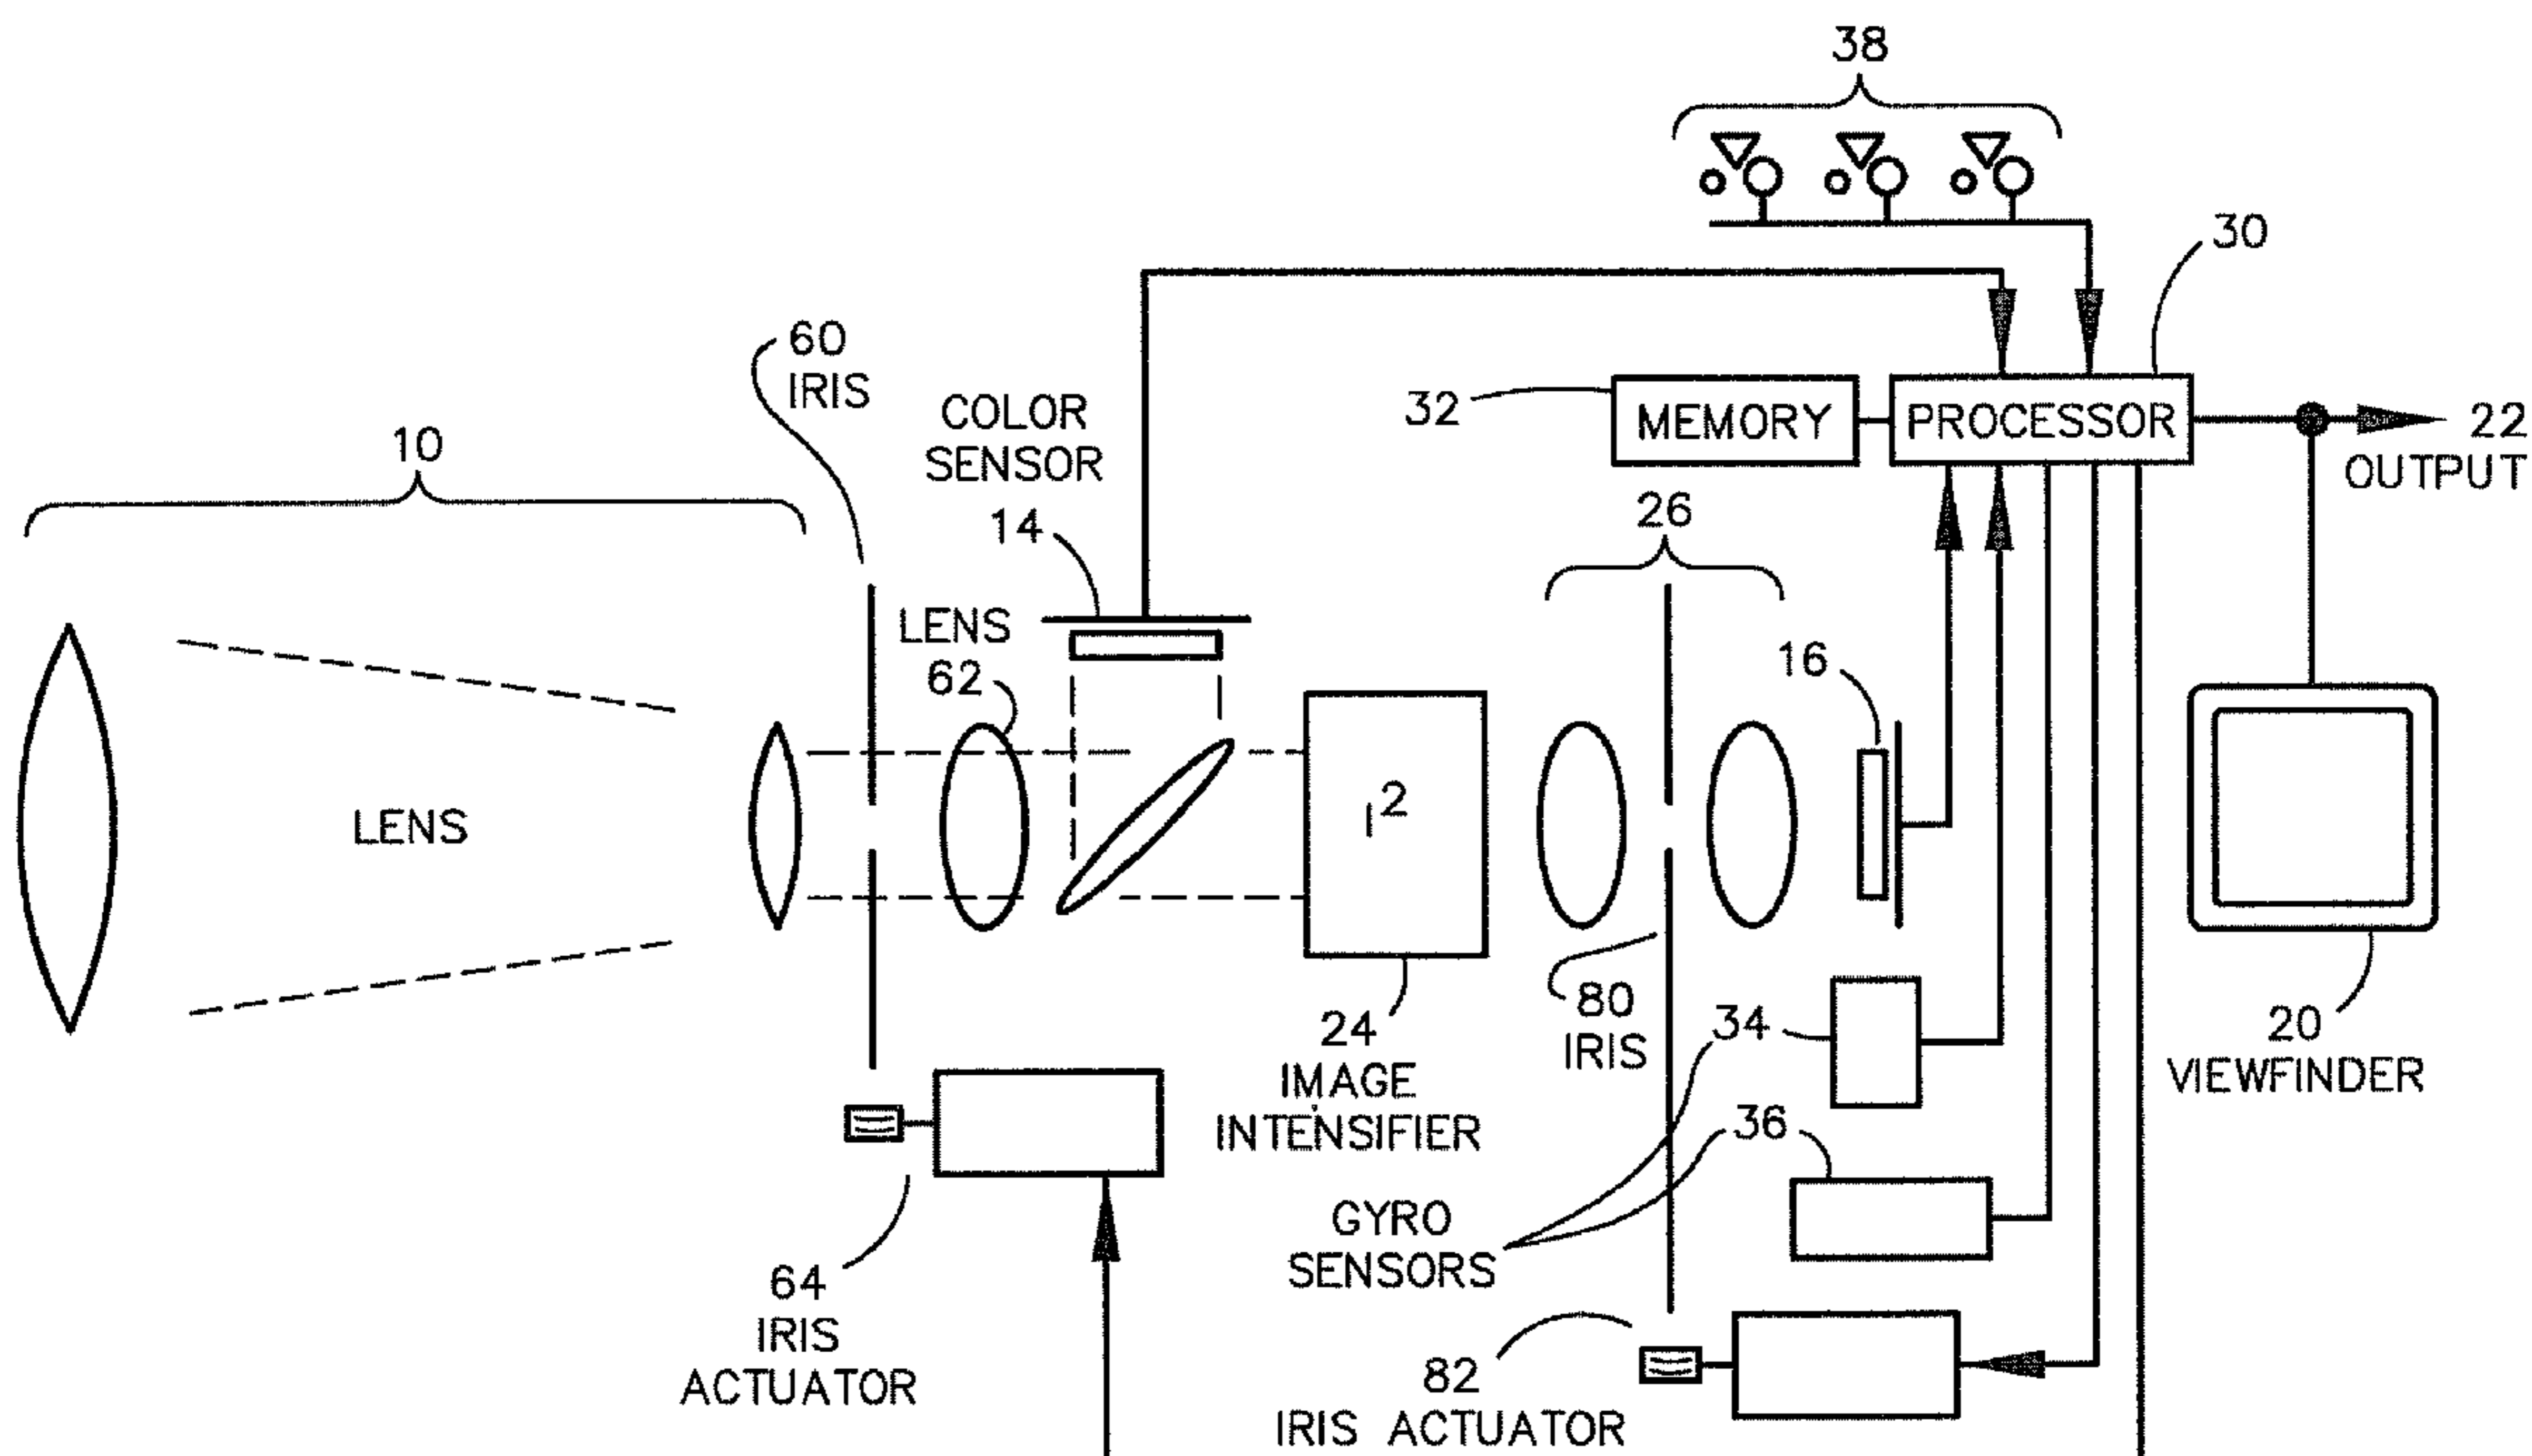 38
30
60
IRIS
COLOR
SENSOR
14
10
32
MEMORY
PROCESSOR
22
OUTPUT
26
LENS
62
16
LENS
I2
24
IMAGE
INTENSIFIER
80
IRIS
34
36
GYRO
SENSORS
20
VIEWFINDER
64
IRIS
ACTUATOR
82
IRIS ACTUATOR